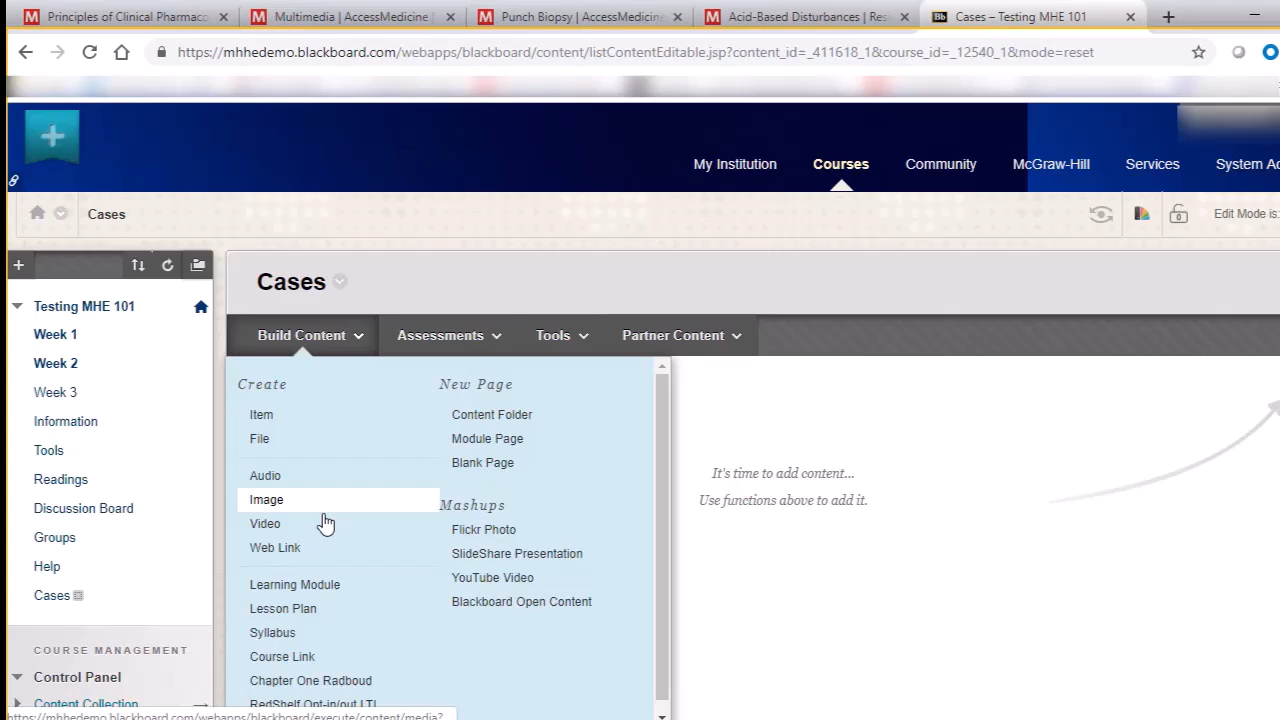 Principles of Clinical Pharmaco
Multimedia | AccessMedicine
Punch Biopsy | AccessMedicine
Acid-Based Disturbances | Res
Bb
Cases – Testing MHE 101
https://mhhedemo.blackboard.com/webapps/blackboard/content/listContentEditable.jsp?content_id=_411618_1&course_id=_12540_1&mode=reset
My Institution
Courses
Community
McGraw-Hill
Services
System Ad
Cases
Edit Mode is:
Testing MHE 101
Week 1
Week 2
Week 3
Information
Tools
Readings
Discussion Board
Groups
Help
Cases
COURSE MANAGEMENT
Control Panel
Content Collection
Cases
Build Content
Assessments
Tools
Partner Content
Create
Item
File
Audio
Image
Video
Web Link
Learning Module
Lesson Plan
Syllabus
Course Link
Chapter One Radboud
RedShelf Opt-in/out LTI
New Page
Content Folder
Module Page
Blank Page
Mashups
Flickr Photo
SlideShare Presentation
YouTube Video
Blackboard Open Content
It's time to add content...
Use functions above to add it.
https://mhhedemo.blackboard.com/webapps/blackboard/execute/content/media?